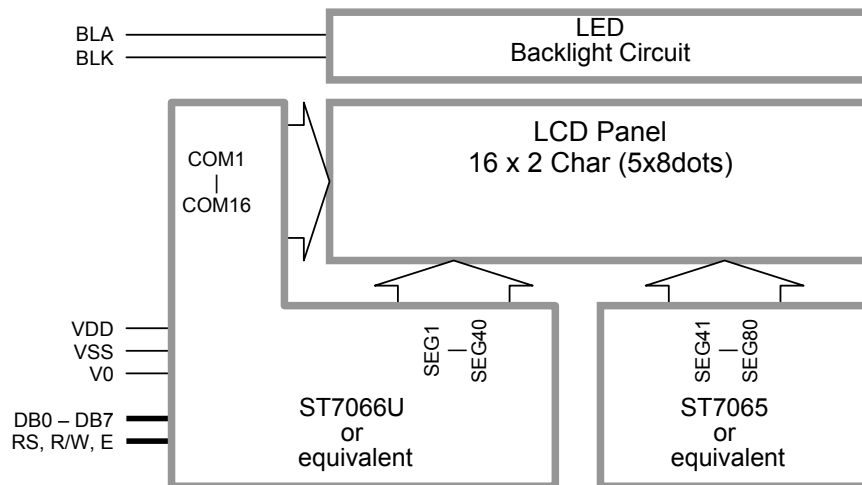 BLA
BLK
LED
Backlight Circuit
LCD Panel
16 x 2 Char (5x8dots)
COM1
|
COM16
VDD
VSS
V0
DB0 – DB7
RS, R/W, E
SEG1
—
SEG40
ST7066U
or
equivalent
SEG41
—
SEG80
ST7065
or
equivalent